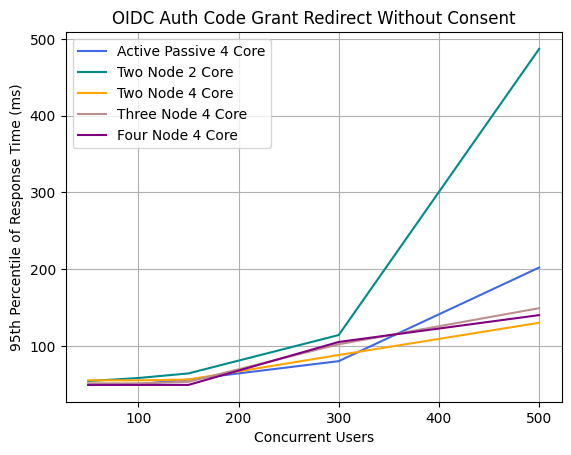 OIDC Auth Code Grant Redirect Without Consent
500
400
300
200
100
95th Percentile of Response Time (ms)
Active Passive 4 Core
Two Node 2 Core
Two Node 4 Core
Three Node 4 Core
Four Node 4 Core
100
200
300
400
500
Concurrent Users